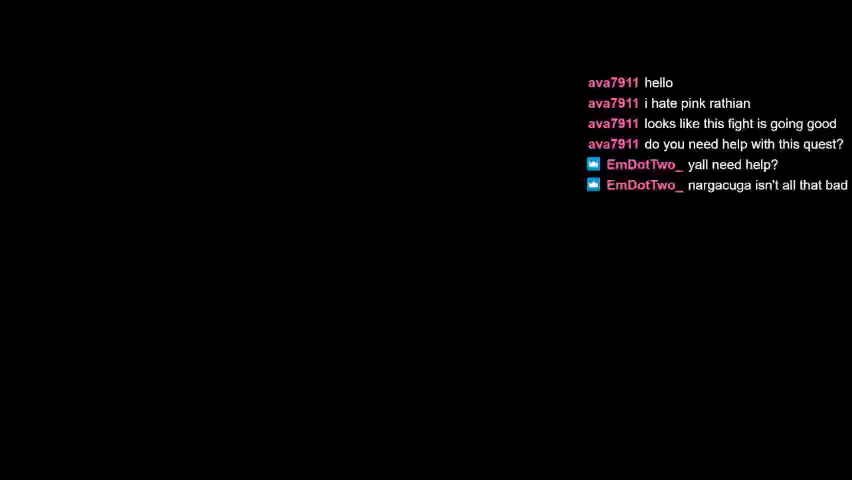 ava7911 hello
ava7911 i hate pink rathian
ava7911 looks like this fight is going good
ava7911 do you need help with this quest?
EmDotTwo_ yall need help?
EmDotTwo_ nargacuga isn't all that bad